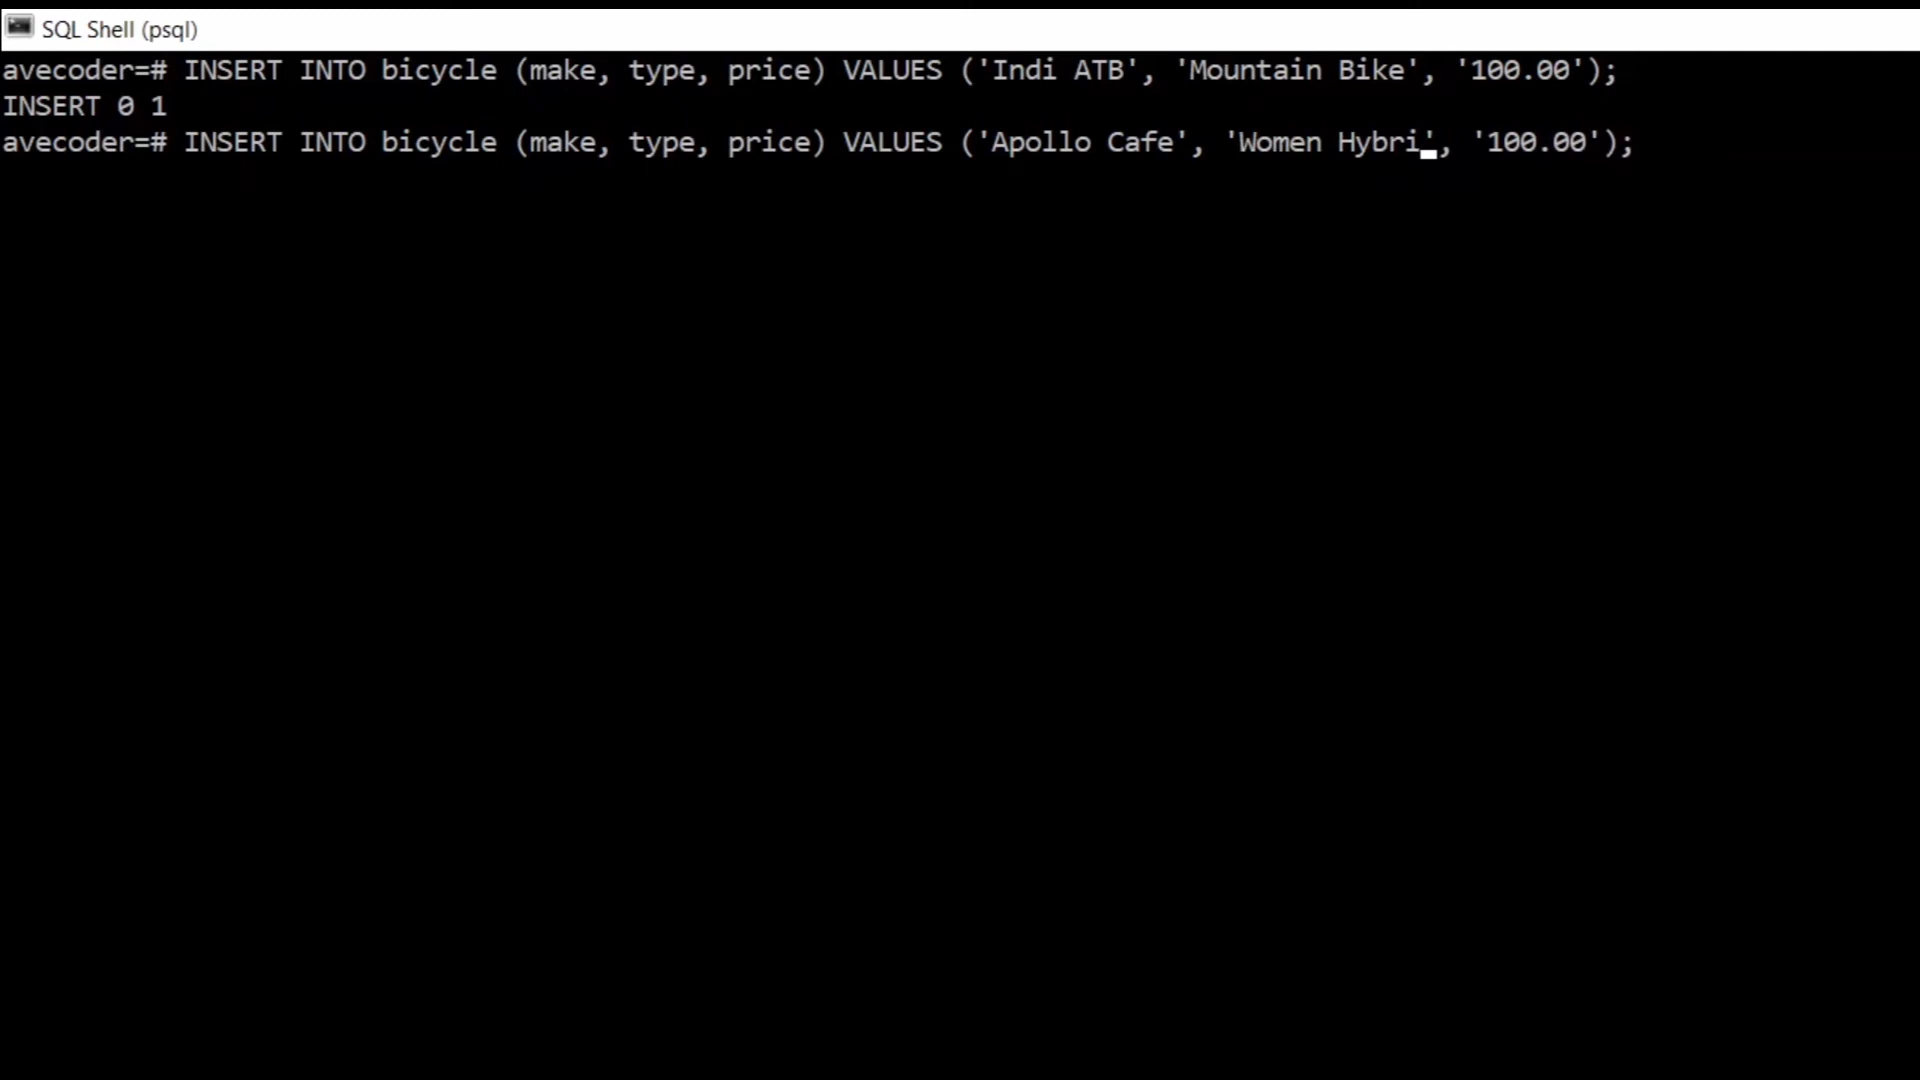 SQL Shell (psql)
avecoder=# INSERT INTO bicycle (make, type, price) VALUES ('Indi ATB', 'Mountain Bike', '100.00');
INSERT 0 1
avecoder=# INSERT INTO bicycle (make, type, price) VALUES ('Apollo Cafe', 'Women Hybri', '100.00');